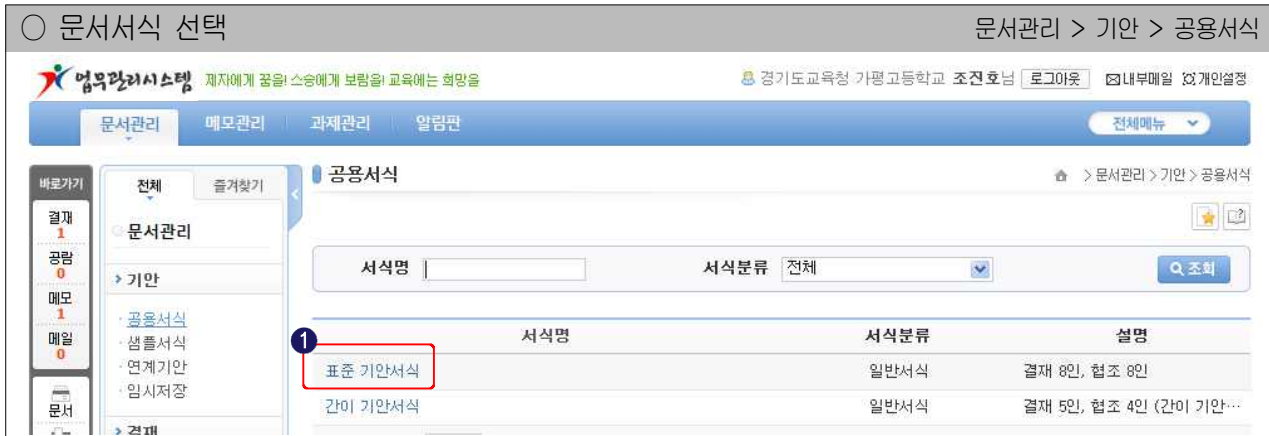 ○ 문서서식 선택
문서관리 > 기안 > 공용서식
업무관리시스템 제자에게 꿈을! 스승에게 보람을! 교육에는 희망을
경기도교육청 가평고등학교 조진호님 로그아웃 내부메일 개인설정
문서관리 메모관리 과제관리 알림판 전체메뉴
바로가기
결재
1
공람
0
메모
1
메일
0
문서
전체 즐겨찾기
문서관리
> 기안
· 공용서식
· 샘플서식
· 연계기안
· 임시저장
> 결재
공용서식
> 문서관리 > 기안 > 공용서식
서식명 서식분류 전체 조회
서식명 서식분류 설명
1
표준 기안서식 일반서식 결재 8인, 협조 8인
간이 기안서식 일반서식 결재 5인, 협조 4인 (간이 기안…